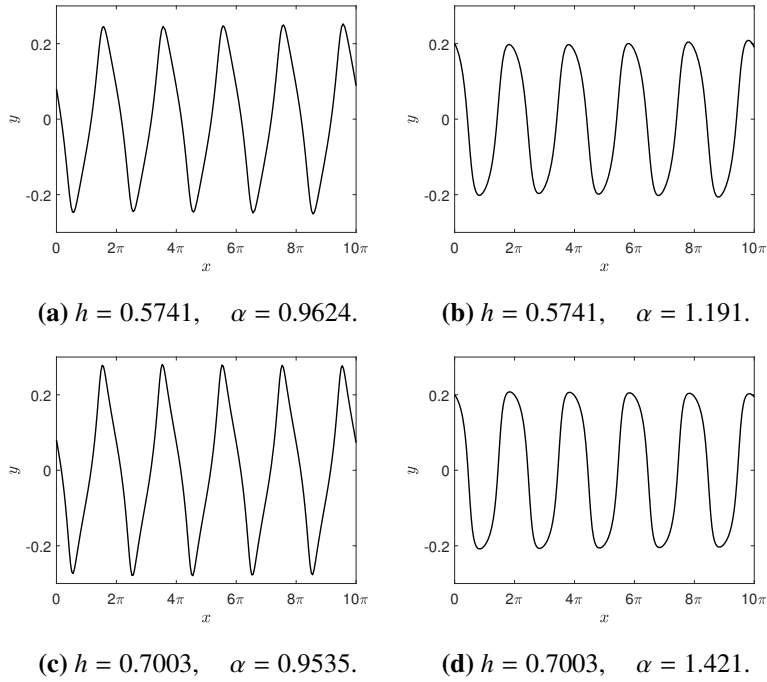 0.2
0
-0.2
y
0 2π 4π 6π 8π 10π
x
(a) h = 0.5741, α = 0.9624.
0.2
0
-0.2
y
0 2π 4π 6π 8π 10π
x
(b) h = 0.5741, α = 1.191.
0.2
0
-0.2
y
0 2π 4π 6π 8π 10π
x
(c) h = 0.7003, α = 0.9535.
0.2
0
-0.2
y
0 2π 4π 6π 8π 10π
x
(d) h = 0.7003, α = 1.421.